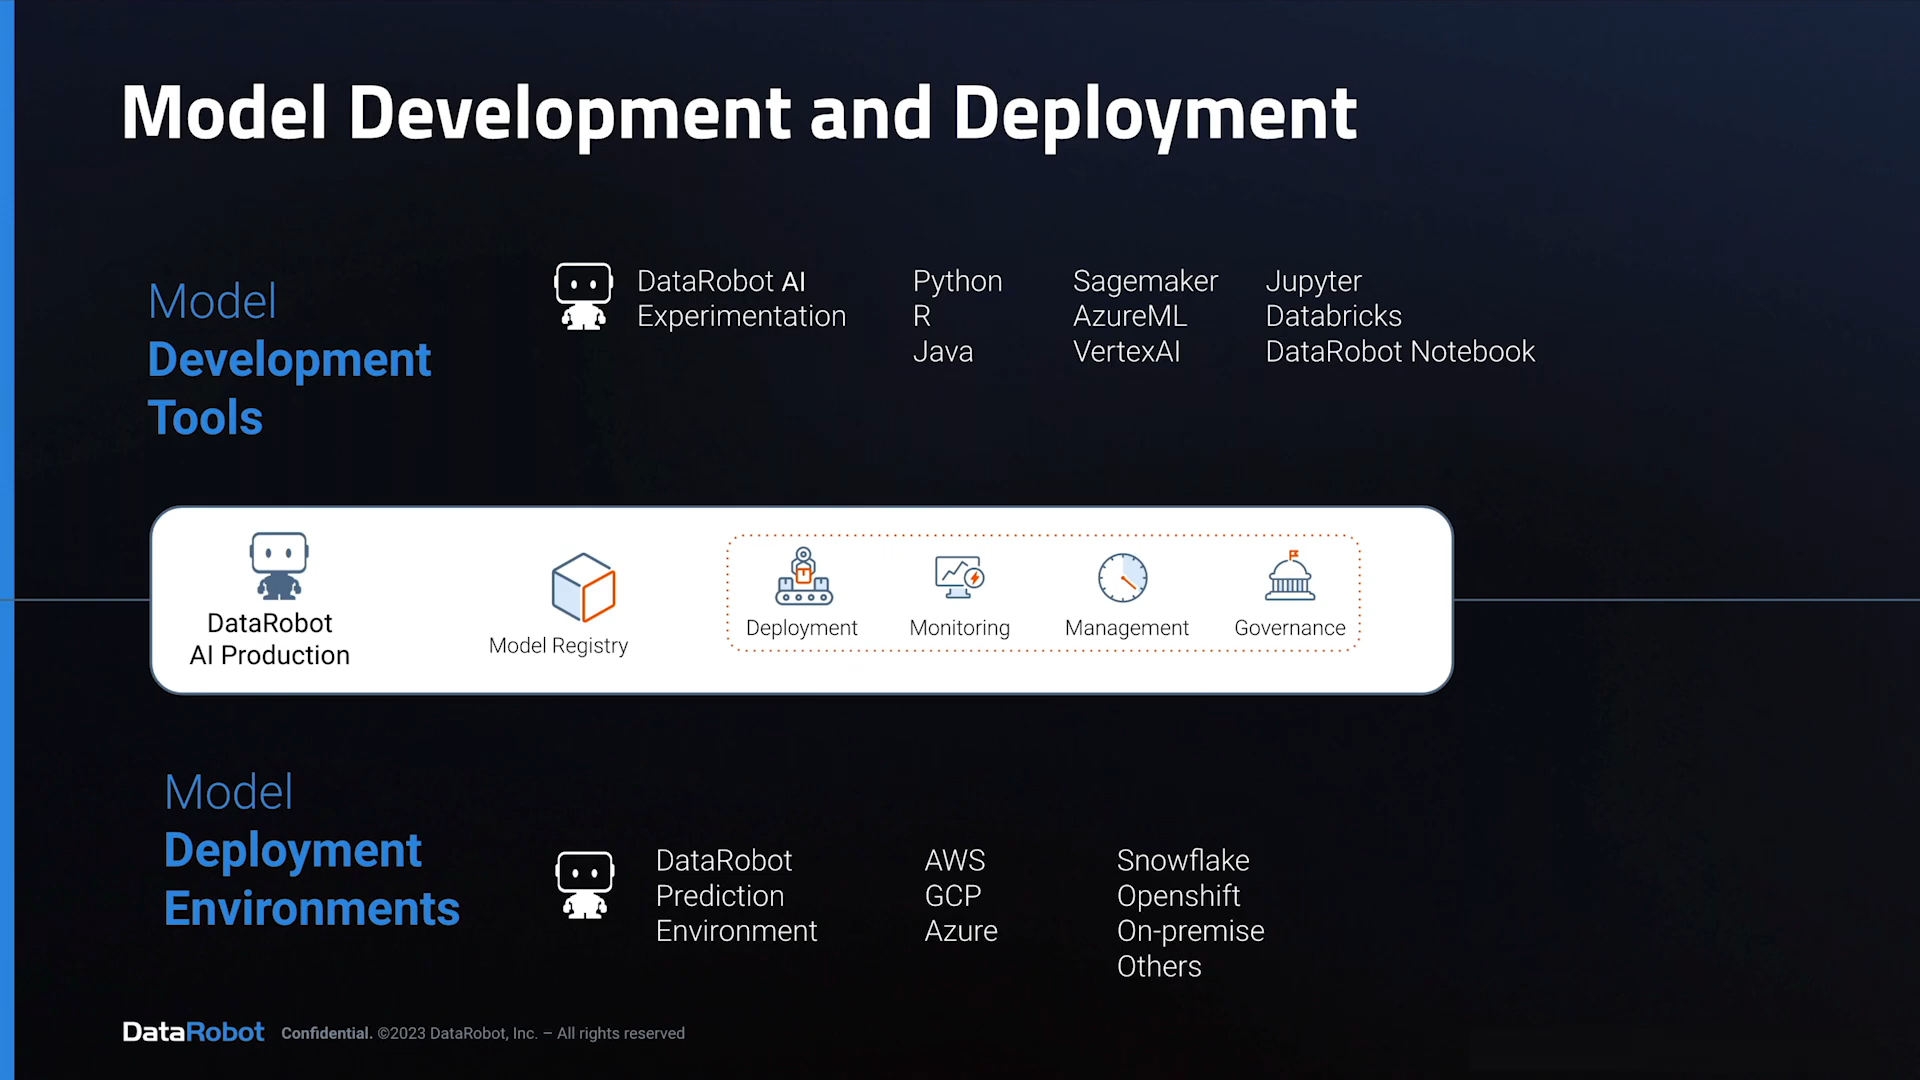 Model Development and Deployment
Model
Development
Tools
DataRobot AI
Experimentation
Python
R
Java
Sagemaker
AzureML
VertexAI
Jupyter
Databricks
DataRobot Notebook
DataRobot
AI Production
Model Registry
Deployment
Monitoring
Management
Governance
Model
Deployment
Environments
DataRobot
Prediction
Environment
AWS
GCP
Azure
Snowflake
Openshift
On-premise
Others
DataRobot Confidential. ©2023 DataRobot, Inc. – All rights reserved